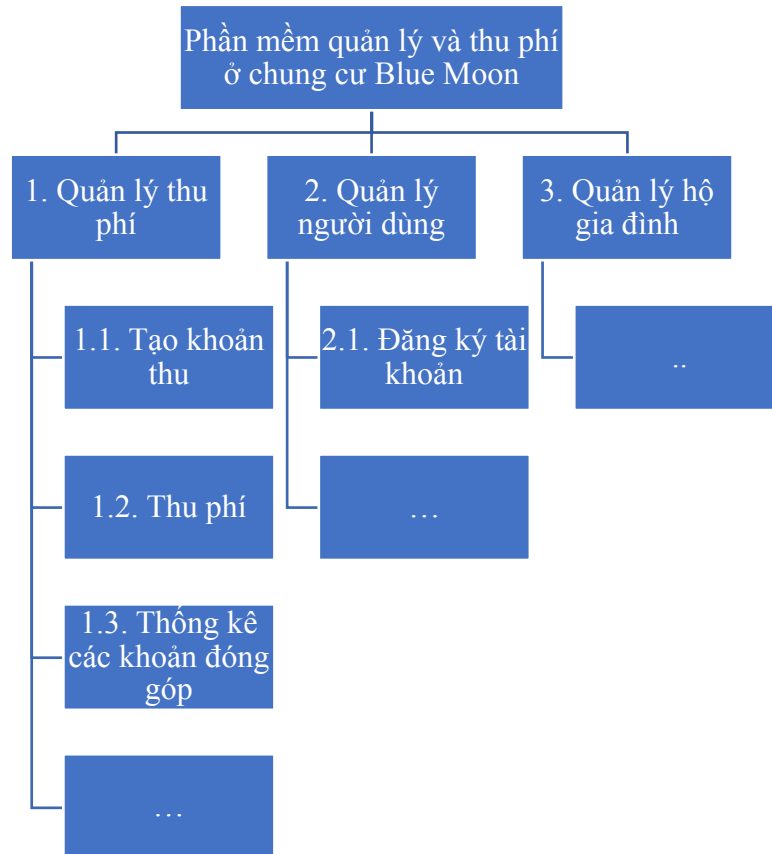 Phần mềm quản lý và thu phí
ở chung cư Blue Moon
1. Quản lý thu
phí
2. Quản lý
người dùng
3. Quản lý hộ
gia đình
1.1. Tạo khoản
thu
2.1. Đăng ký tài
khoản
..
1.2. Thu phí
…
1.3. Thống kê
các khoản đóng
góp
…